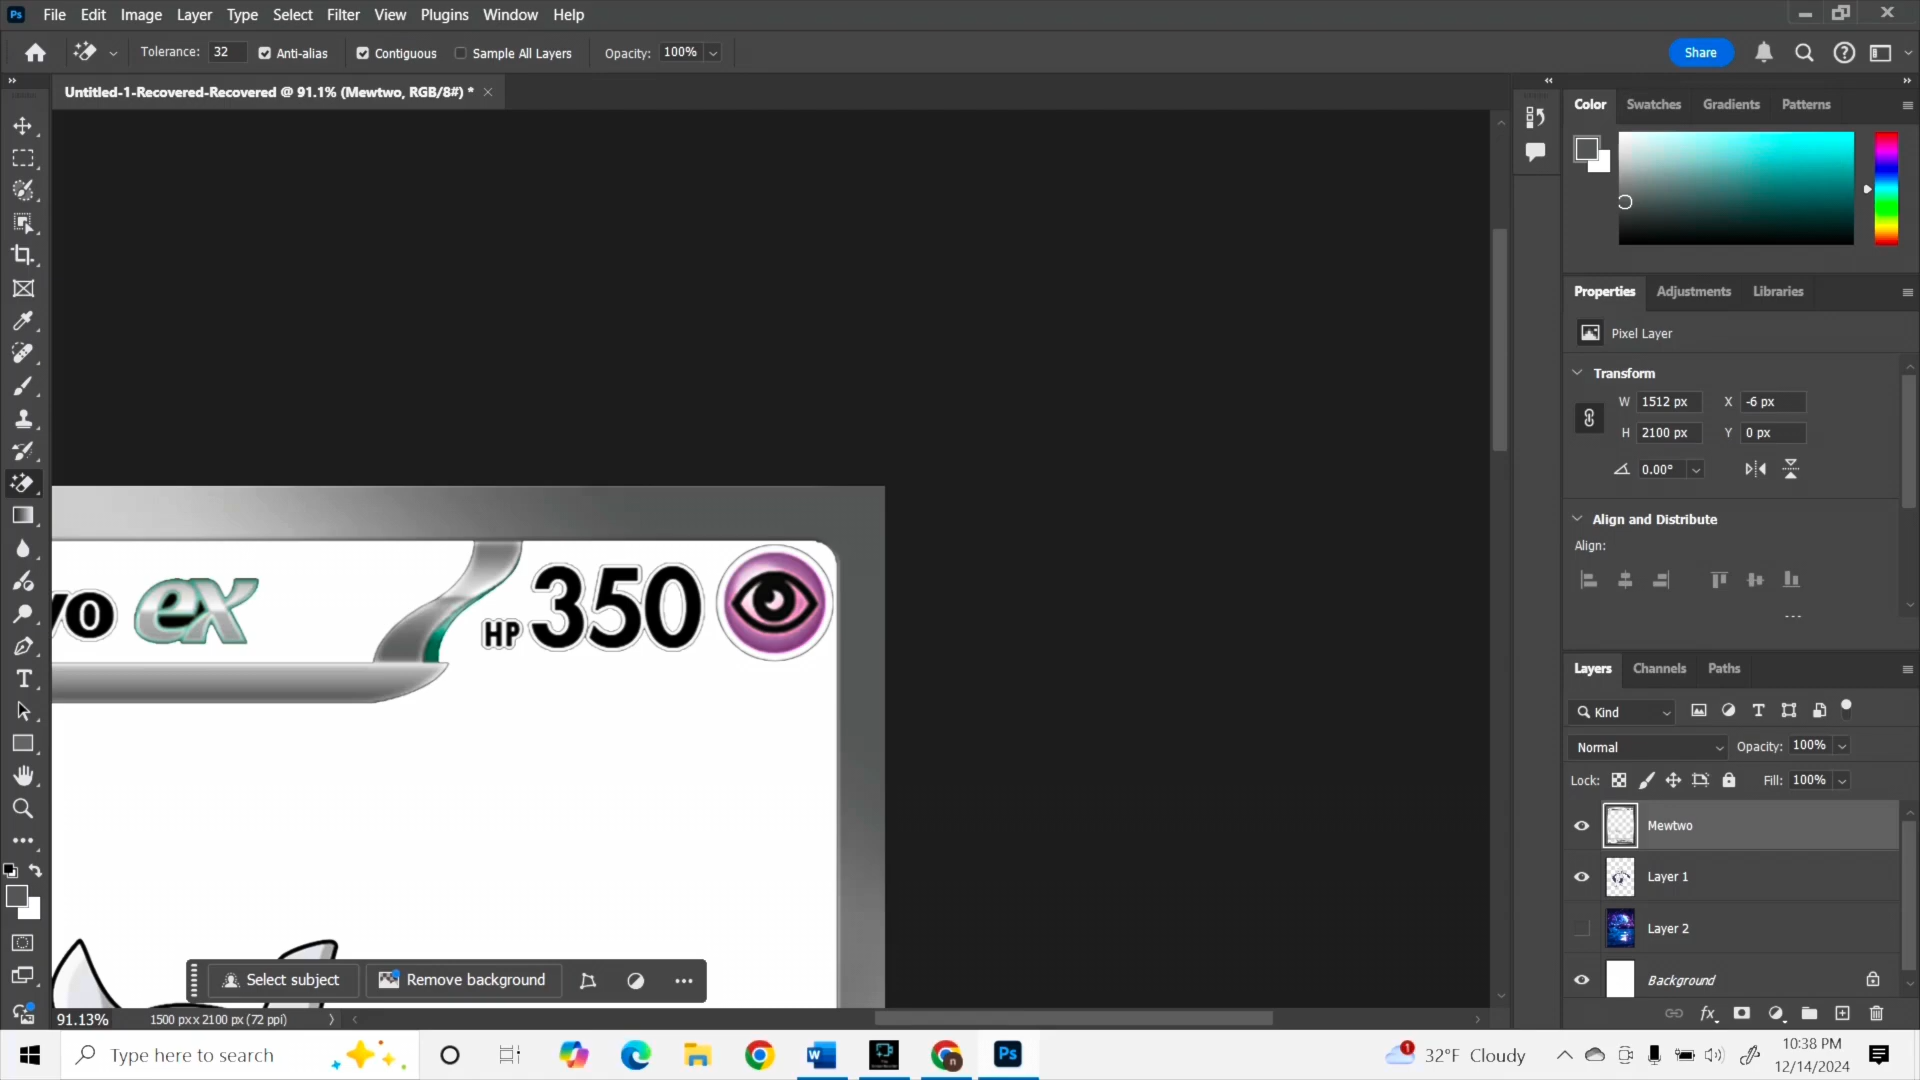 Ps File Edit Image Layer Type Select Filter View Plugins Window Help
Tolerance: 32 Anti-alias Contiguous Sample All Layers Opacity: 100% Share
Untitled-1-Recovered-Recovered @ 91.1% (Mewtwo, RGB/8#) *
Color Swatches Gradients Patterns
Properties Adjustments Libraries
Pixel Layer
Transform
W 1512 px X -6 px
H 2100 px Y 0 px
0.00°
Align and Distribute
Align:
ex HP 350
Layers Channels Paths
Kind
Normal Opacity: 100%
Lock: Fill: 100%
Mewtwo
Layer 1
Layer 2
Background
Select subject Remove background
91.13% 1500 px x 2100 px (72 ppi)
Type here to search
1 32°F Cloudy
10:38 PM
12/14/2024